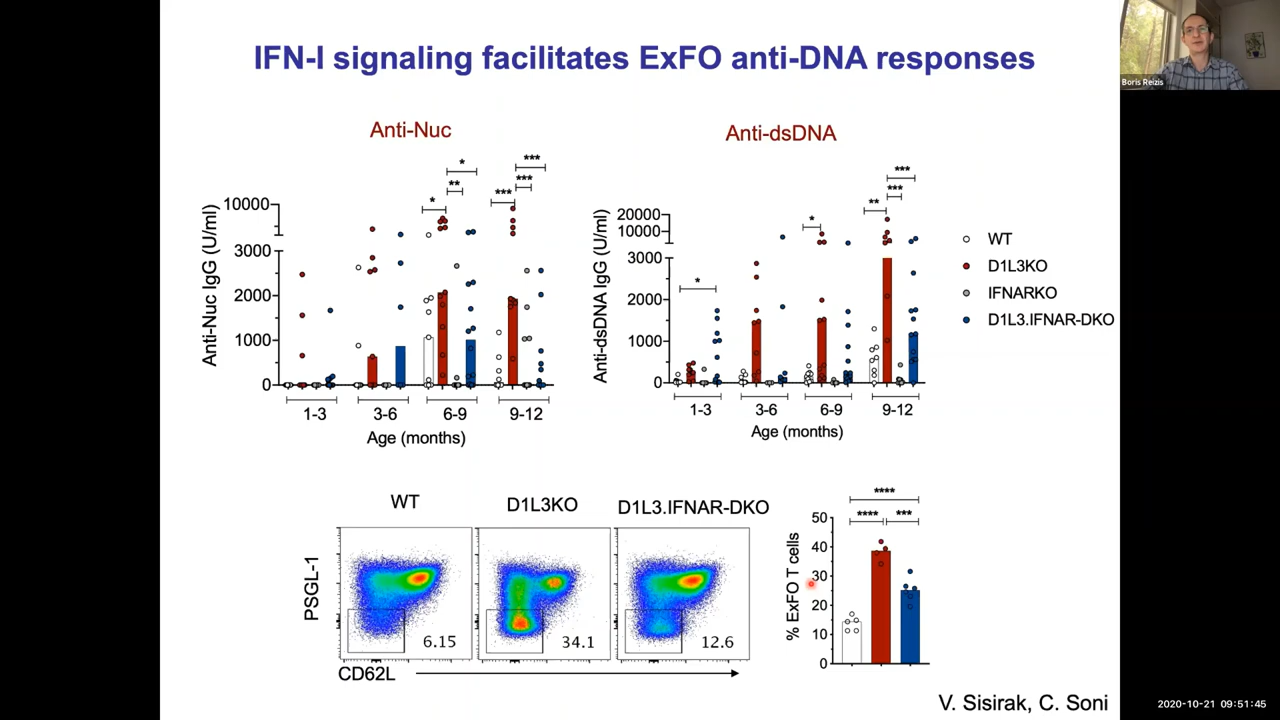 IFN-I signaling facilitates ExFO anti-DNA responses
Boris Reizis
Anti-Nuc
Anti-Nuc IgG (U/ml)
10000
3000
2000
1000
0
* ** * *** *** ***
1-3 3-6 6-9 9-12
Age (months)
Anti-dsDNA
Anti-dsDNA IgG (U/ml)
20000
10000
3000
2000
1000
0
* * ** *** ***
1-3 3-6 6-9 9-12
Age (months)
WT
D1L3KO
IFNARKO
D1L3.IFNAR-DKO
WT D1L3KO D1L3.IFNAR-DKO
PSGL-1
6.15 34.1 12.6
CD62L
% ExFO T cells
50
40
30
20
10
0
****
**** ***
V. Sisirak, C. Soni
2020-10-21 09:51:45